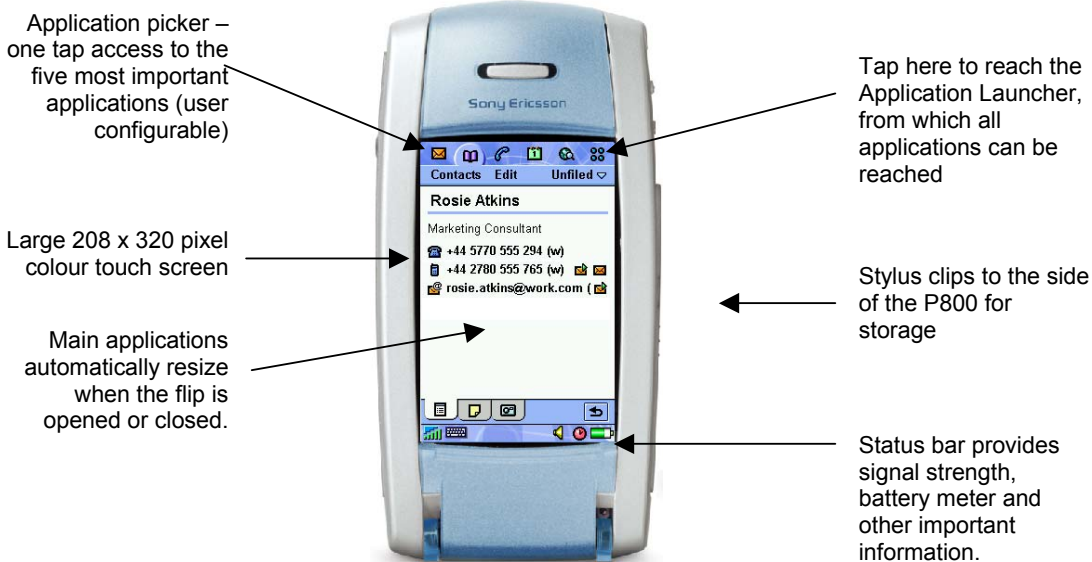 Application picker –
one tap access to the
five most important
applications (user
configurable)
Large 208 x 320 pixel
colour touch screen
Main applications
automatically resize
when the flip is
opened or closed.
Sony Ericsson
1
Contacts Edit Unfiled
Rosie Atkins
Marketing Consultant
+44 5770 555 294 (w)
+44 2780 555 765 (w)
rosie.atkins@work.com (
Tap here to reach the
Application Launcher,
from which all
applications can be
reached
Stylus clips to the side
of the P800 for
storage
Status bar provides
signal strength,
battery meter and
other important
information.